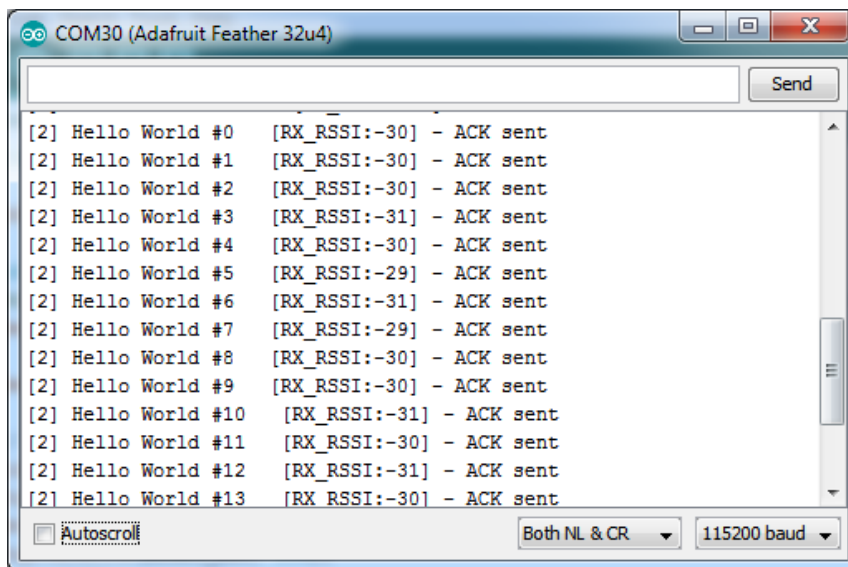 COM30 (Adafruit Feather 32u4)
Send
[2] Hello World #0   [RX_RSSI:-30] - ACK sent
[2] Hello World #1   [RX_RSSI:-30] - ACK sent
[2] Hello World #2   [RX_RSSI:-30] - ACK sent
[2] Hello World #3   [RX_RSSI:-31] - ACK sent
[2] Hello World #4   [RX_RSSI:-30] - ACK sent
[2] Hello World #5   [RX_RSSI:-29] - ACK sent
[2] Hello World #6   [RX_RSSI:-31] - ACK sent
[2] Hello World #7   [RX_RSSI:-29] - ACK sent
[2] Hello World #8   [RX_RSSI:-30] - ACK sent
[2] Hello World #9   [RX_RSSI:-30] - ACK sent
[2] Hello World #10   [RX_RSSI:-31] - ACK sent
[2] Hello World #11   [RX_RSSI:-30] - ACK sent
[2] Hello World #12   [RX_RSSI:-31] - ACK sent
[2] Hello World #13   [RX_RSSI:-30] - ACK sent
Autoscroll Both NL & CR 115200 baud